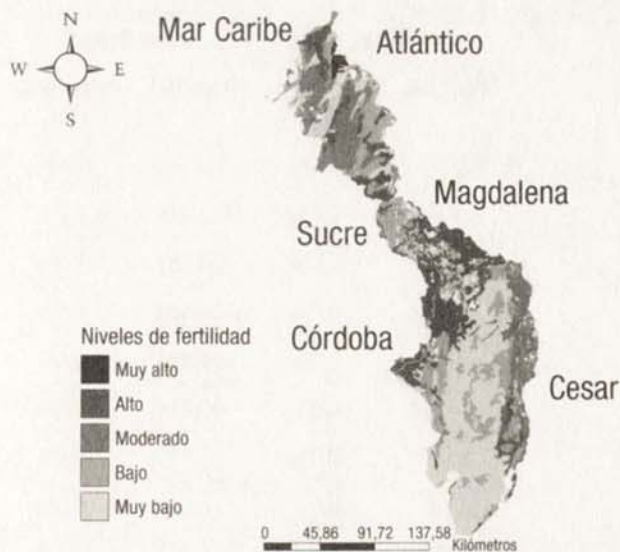 N
W E
S
Mar Caribe
Atlántico
Magdalena
Sucre
Córdoba
Cesar
Niveles de fertilidad
Muy alto
Alto
Moderado
Bajo
Muy bajo
0 45,86 91,72 137,58
Kilómetros